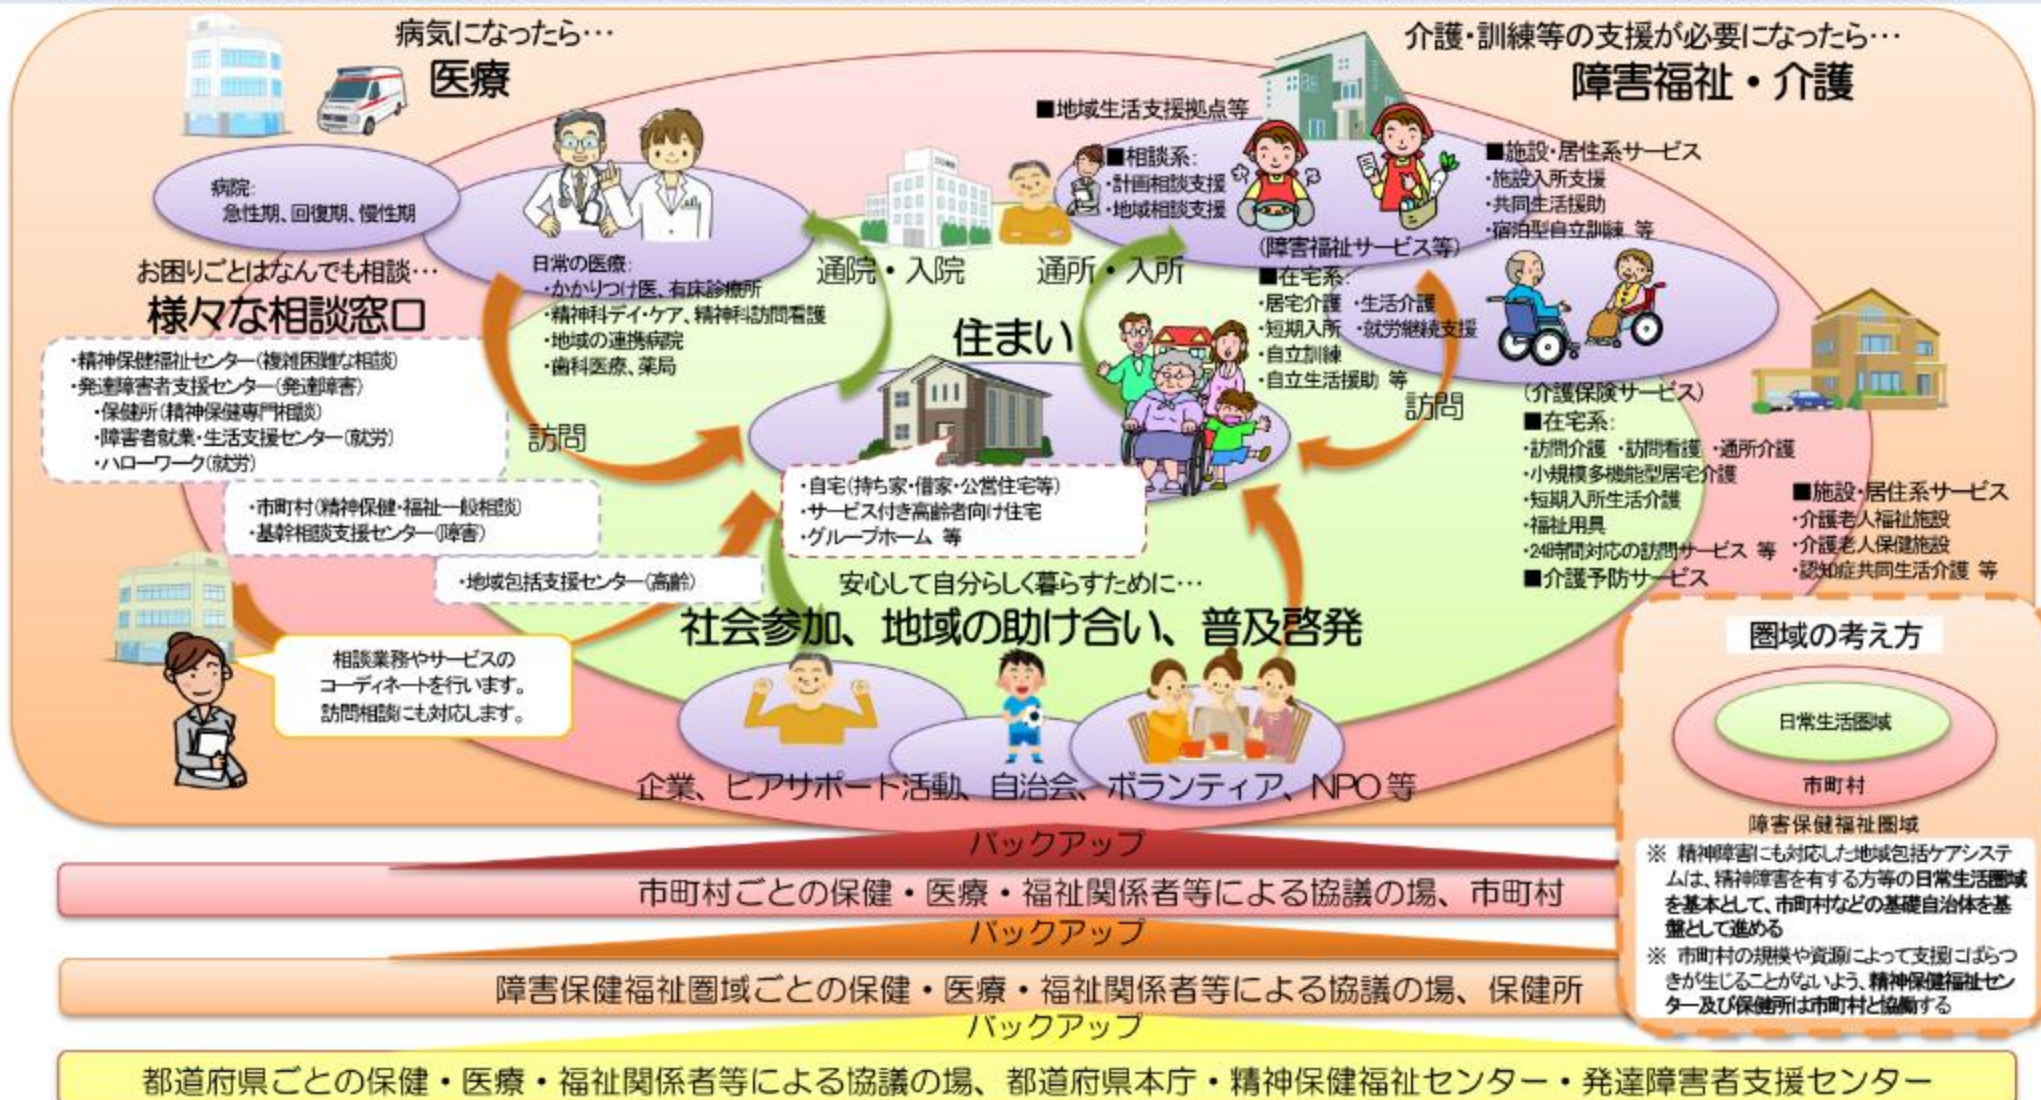 病気になったら…
医療
病院:
急性期、回復期、慢性期
日常の医療:
・かかりつけ医、有床診療所
・精神科デイ・ケア、精神科訪問看護
・地域の連携病院
・歯科医療、薬局
通院・入院
通所・入所
介護・訓練等の支援が必要になったら…
障害福祉・介護
■地域生活支援拠点等
■相談系:
・計画相談支援
・地域相談支援
■施設・居住系サービス
・施設入所支援
・共同生活援助
・宿泊型自立訓練 等
(障害福祉サービス等)
■在宅系:
・居宅介護 ・生活介護
・短期入所 ・就労継続支援
・自立訓練
・自立生活援助 等
訪問
(介護保険サービス)
■在宅系:
・訪問介護 ・訪問看護 ・通所介護
・小規模多機能型居宅介護
・短期入所生活介護
・福祉用具
・24時間対応の訪問サービス 等
■介護予防サービス
■施設・居住系サービス
・介護老人福祉施設
・介護老人保健施設
・認知症共同生活介護 等
お困りごとはなんでも相談…
様々な相談窓口
・精神保健福祉センター(複雑困難な相談)
・発達障害者支援センター(発達障害)
・保健所(精神保健専門相談)
・障害者就業・生活支援センター(就労)
・ハローワーク(就労)
・市町村(精神保健・福祉一般相談)
・基幹相談支援センター(障害)
・地域包括支援センター(高齢)
相談業務やサービスの
コーディネートを行います。
訪問相談にも対応します。
訪問
住まい
・自宅(持ち家・借家・公営住宅等)
・サービス付き高齢者向け住宅
・グループホーム 等
安心して自分らしく暮らすために…
社会参加、地域の助け合い、普及啓発
企業、ピアサポート活動、自治会、ボランティア、NPO 等
圏域の考え方
日常生活圏域
市町村
障害保健福祉圏域
※ 精神障害にも対応した地域包括ケアシステ
ムは、精神障害を有する方等の日常生活圏域
を基本として、市町村などの基礎自治体を基
盤として進める
※ 市町村の規模や資源によって支援にばらつ
きが生じることがないよう、精神保健福祉セン
ター及び保健所は市町村と協働する
バックアップ
市町村ごとの保健・医療・福祉関係者等による協議の場、市町村
バックアップ
障害保健福祉圏域ごとの保健・医療・福祉関係者等による協議の場、保健所
バックアップ
都道府県ごとの保健・医療・福祉関係者等による協議の場、都道府県本庁・精神保健福祉センター・発達障害者支援センター